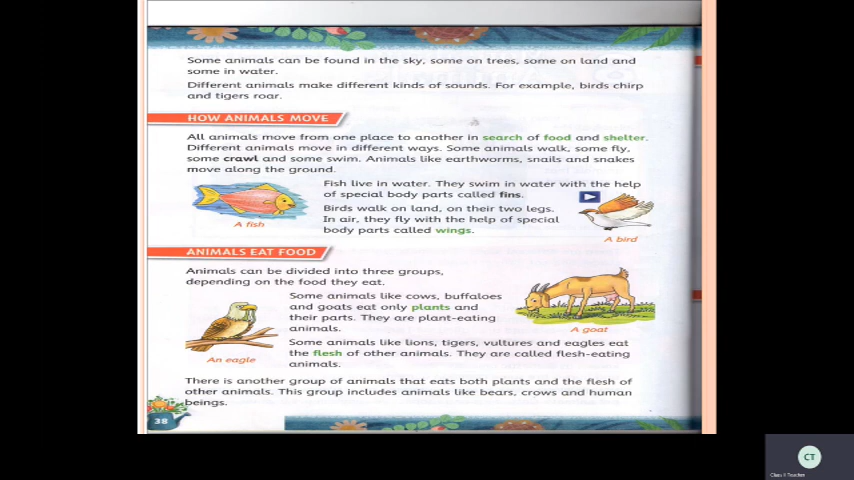 Some animals can be found in the sky, some on trees, some on land and
some in water.
Different animals make different kinds of sounds. For example, birds chirp
and tigers roar.
HOW ANIMALS MOVE
All animals move from one place to another in search of food and shelter.
Different animals move in different ways. Some animals walk, some fly,
some crawl and some swim. Animals like earthworms, snails and snakes
move along the ground.
Fish live in water. They swim in water with the help
of special body parts called fins.
Birds walk on land, on their two legs.
In air, they fly with the help of special
body parts called wings.
A fish
A bird
ANIMALS EAT FOOD
Animals can be divided into three groups,
depending on the food they eat.
Some animals like cows, buffaloes
and goats eat only plants and
their parts. They are plant-eating
animals.
A goat
Some animals like lions, tigers, vultures and eagles eat
the flesh of other animals. They are called flesh-eating
animals.
An eagle
There is another group of animals that eats both plants and the flesh of
other animals. This group includes animals like bears, crows and human
beings.
38
CT
Class II Teacher